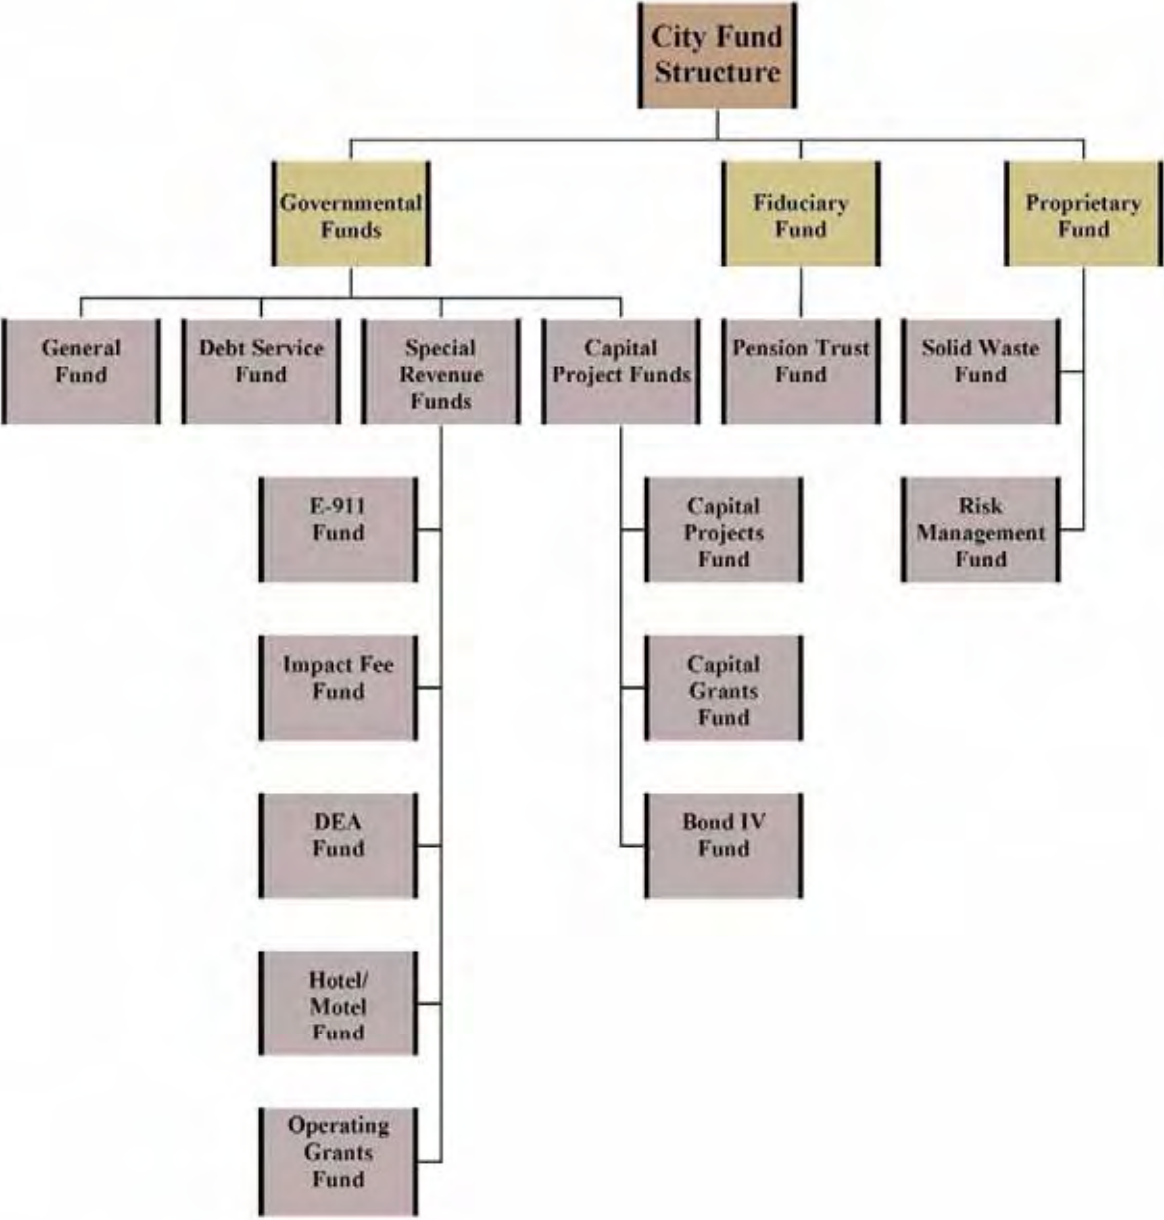 City Fund
Structure
Governmental
Funds
Fiduciary
Fund
Proprietary
Fund
General
Fund
Debt Service
Fund
Special
Revenue
Funds
Capital
Project Funds
Pension Trust
Fund
Solid Waste
Fund
E-911
Fund
Capital
Projects
Fund
Risk
Management
Fund
Impact Fee
Fund
Capital
Grants
Fund
DEA
Fund
Bond IV
Fund
Hotel/
Motel
Fund
Operating
Grants
Fund